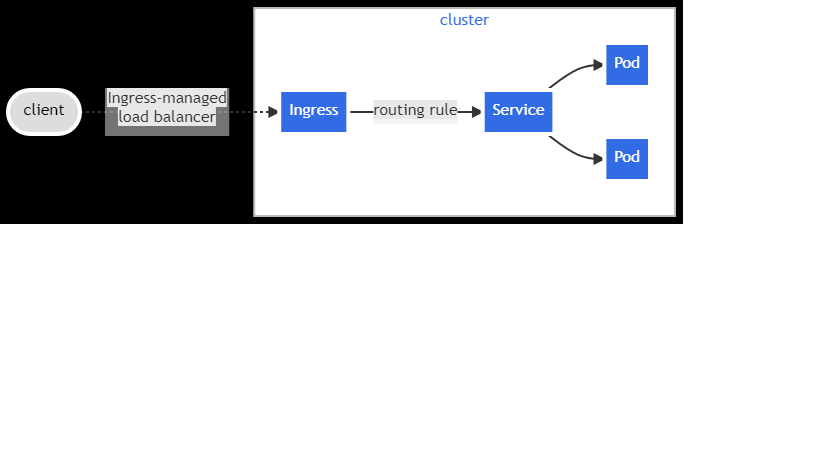 cluster
Pod
client
Ingress-managed
load balancer
Ingress
routing rule
Service
Pod